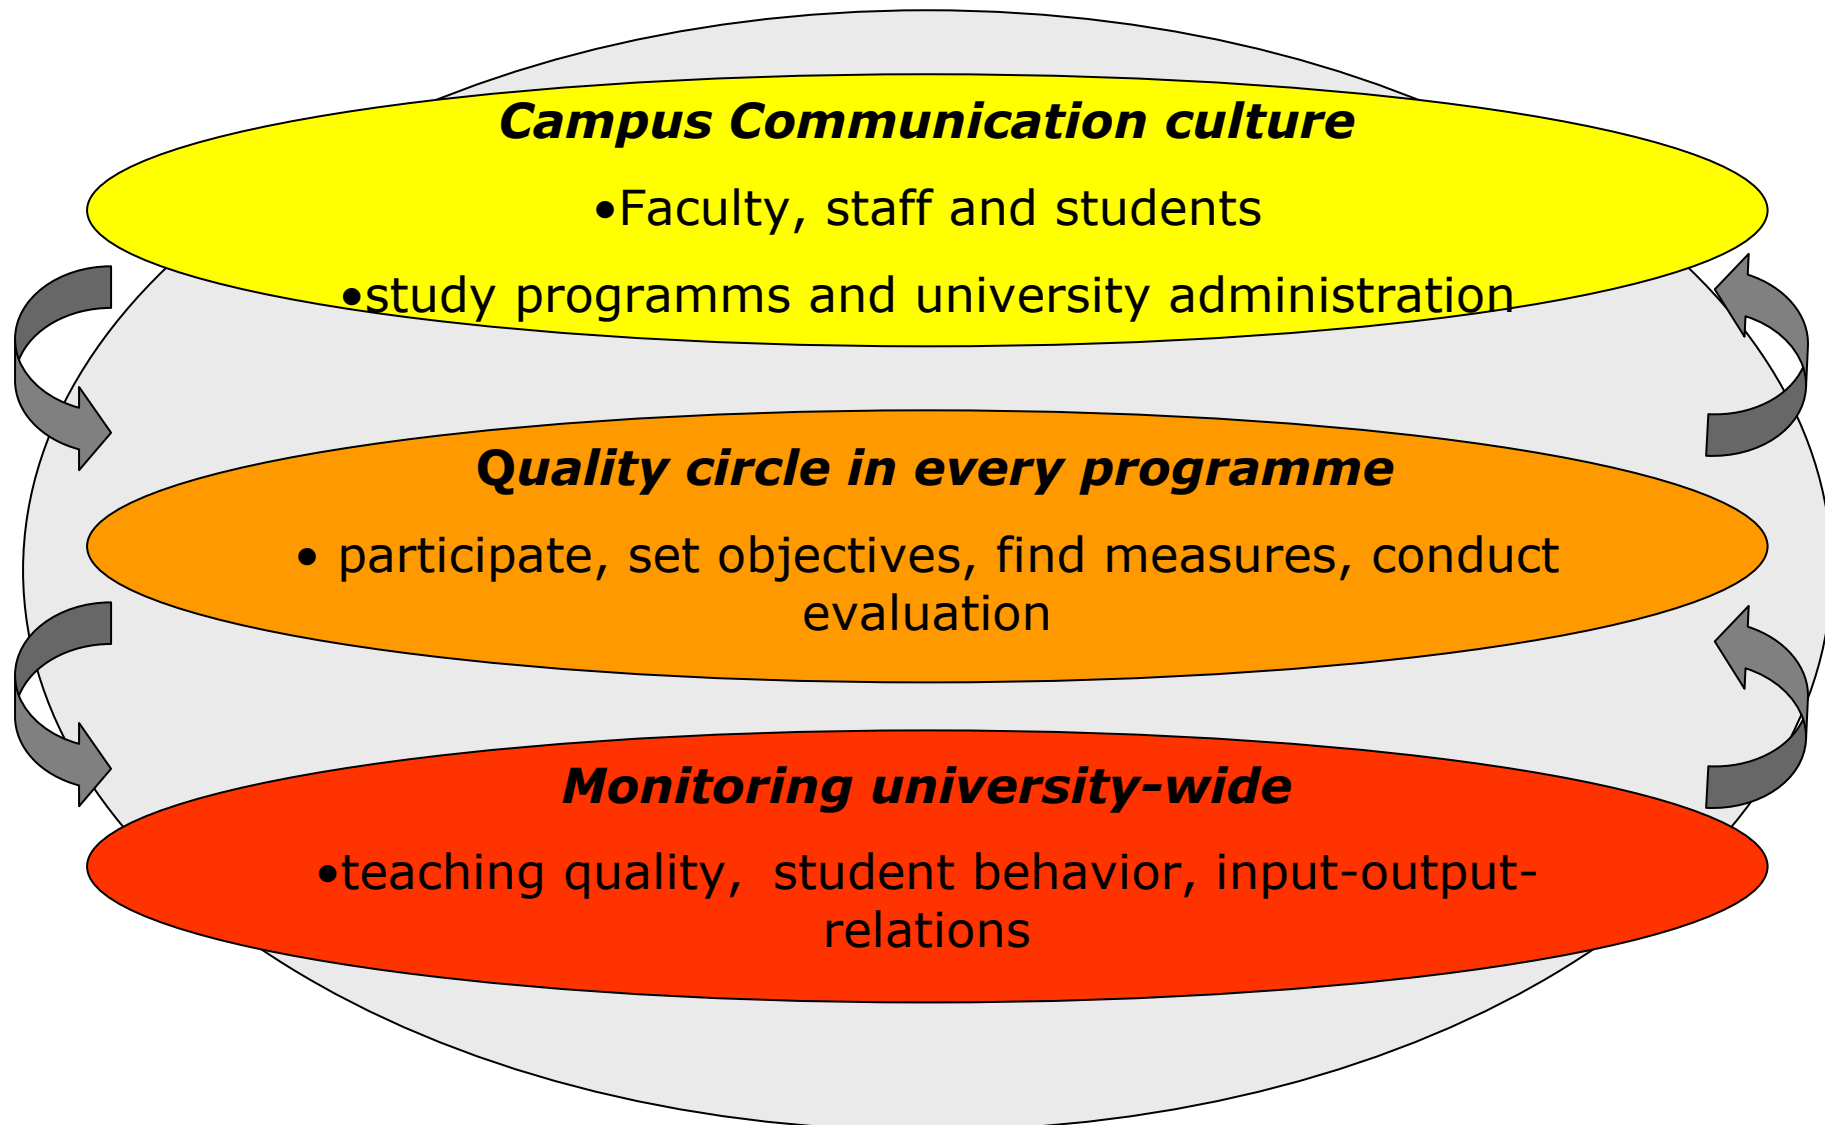 Campus Communication culture
•Faculty, staff and students
•study programms and university administration
Quality circle in every programme
• participate, set objectives, find measures, conduct
evaluation
Monitoring university-wide
•teaching quality,  student behavior, input-output-
relations